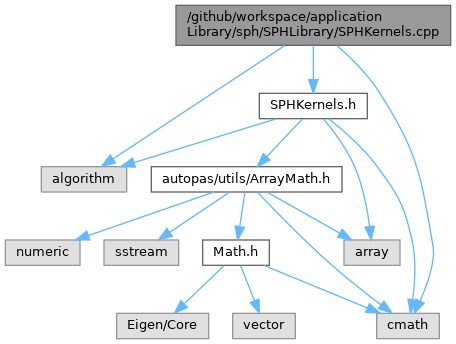 /github/workspace/application
Library/sph/SPHLibrary/SPHKernels.cpp
SPHKernels.h
algorithm
autopas/utils/ArrayMath.h
numeric
sstream
Math.h
array
Eigen/Core
vector
cmath